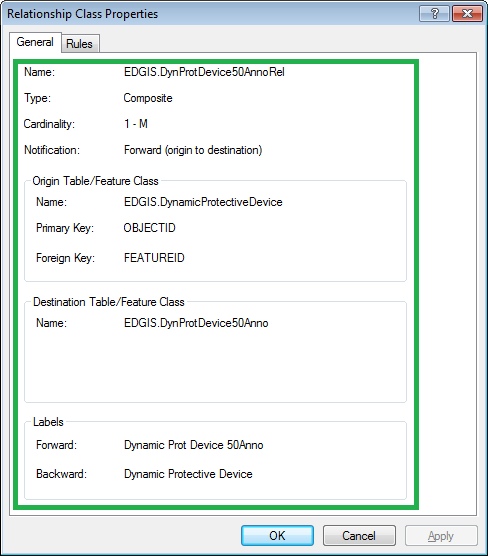 Relationship Class Properties
General Rules
Name: EDGIS.DynProtDevice50AnnoRel
Type: Composite
Cardinality: 1 - M
Notification: Forward (origin to destination)
Origin Table/Feature Class
Name: EDGIS.DynamicProtectiveDevice
Primary Key: OBJECTID
Foreign Key: FEATUREID
Destination Table/Feature Class
Name: EDGIS.DynProtDevice50Anno
Labels
Forward: Dynamic Prot Device 50Anno
Backward: Dynamic Protective Device
OK Cancel Apply